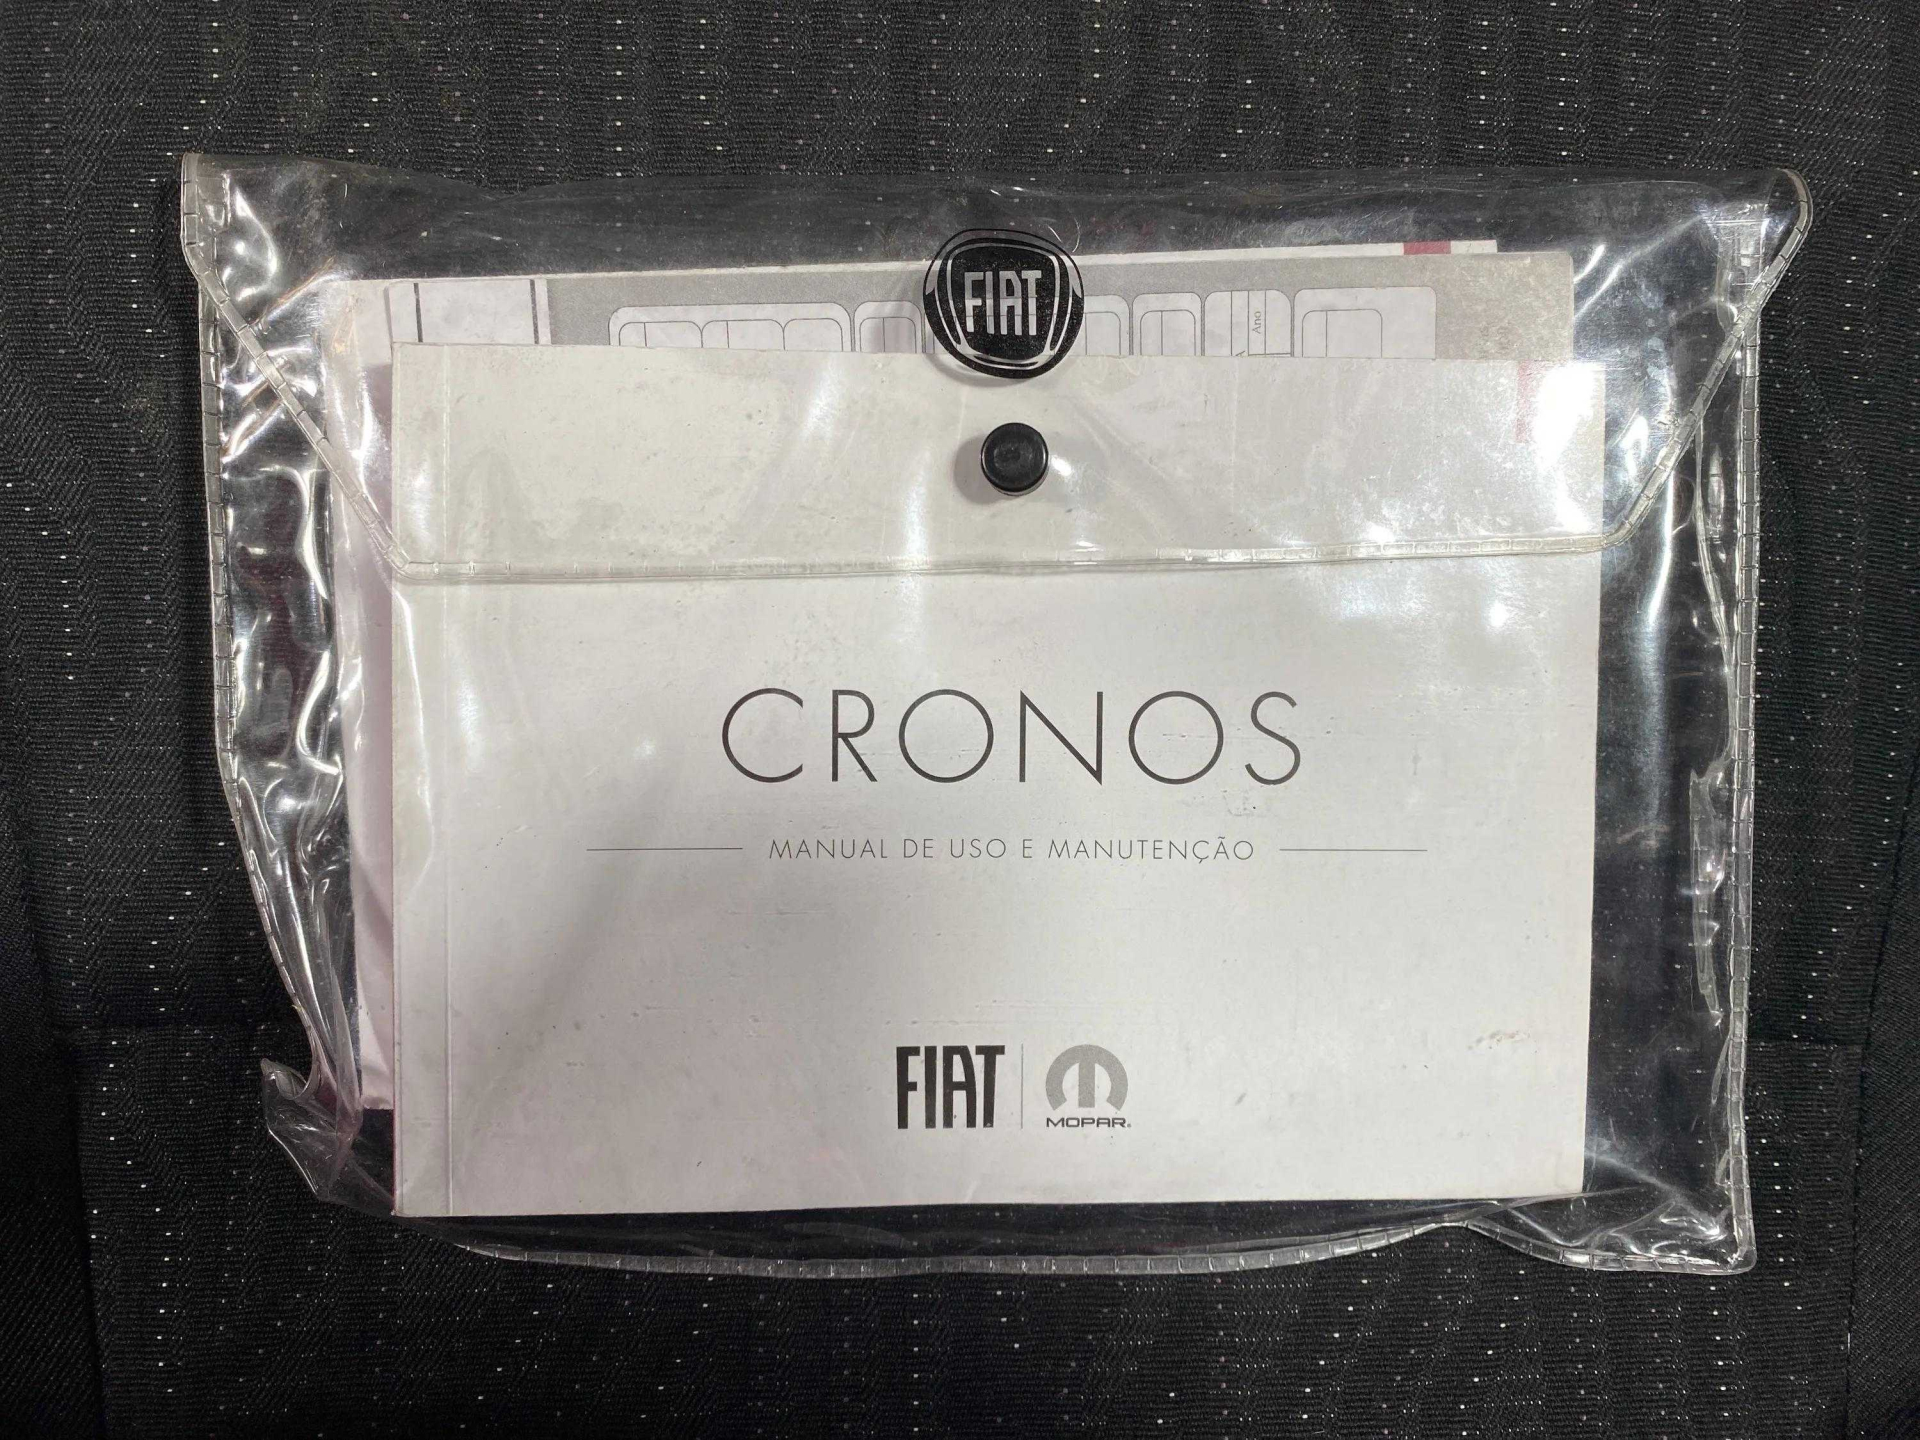 FIAT
Ano
CRONOS
MANUAL DE USO E MANUTENÇÃO
FIAT
MOPAR®